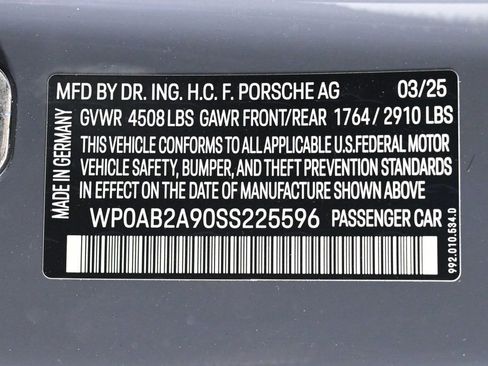 MFD BY DR. ING. H.C. F. PORSCHE AG 03/25
GVWR 4508 LBS GAWR FRONT/REAR 1764 / 2910 LBS
THIS VEHICLE CONFORMS TO ALL APPLICABLE U.S.FEDERAL MOTOR
VEHICLE SAFETY, BUMPER, AND THEFT PREVENTION STANDARDS
IN EFFECT ON THE DATE OF MANUFACTURE SHOWN ABOVE.
WP0AB2A90SS225596 PASSENGER CAR
MADE IN GERMANY
992.010.534.D